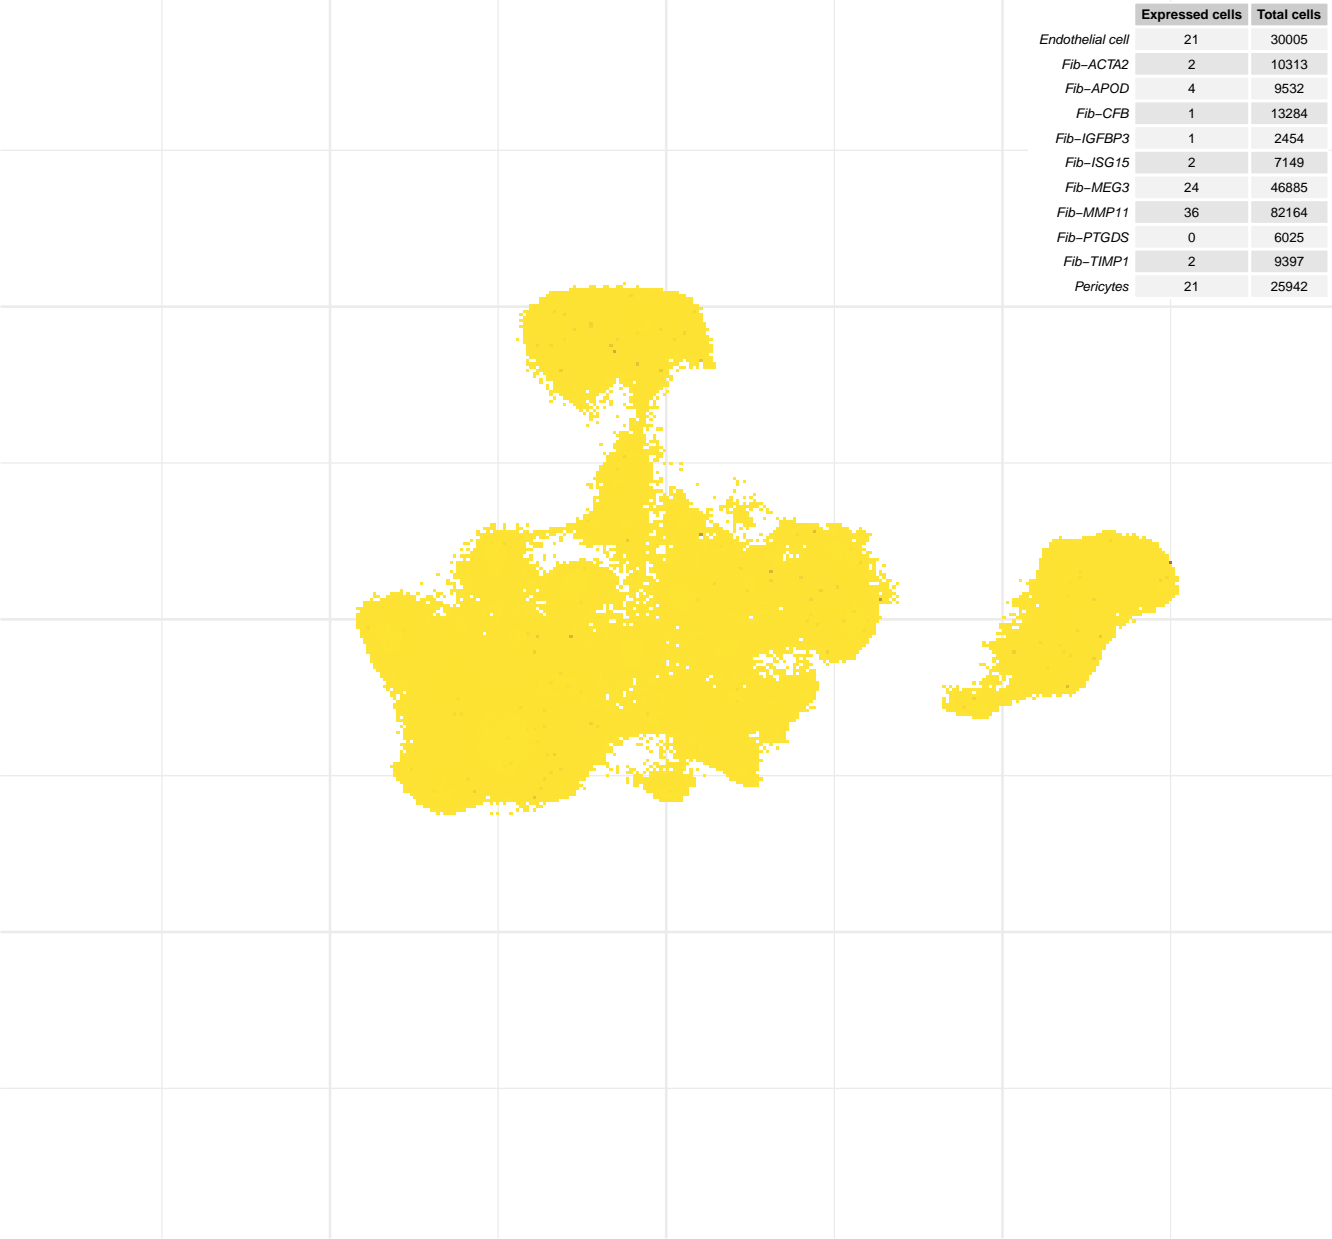 Expressed cells Total cells
Endothelial cell 21 30005
Fib−ACTA2 2 10313
Fib−APOD 4 9532
Fib−CFB 1 13284
Fib−IGFBP3 1 2454
Fib−ISG15 2 7149
Fib−MEG3 24 46885
Fib−MMP11 36 82164
Fib−PTGDS 0 6025
Fib−TIMP1 2 9397
Pericytes 21 25942